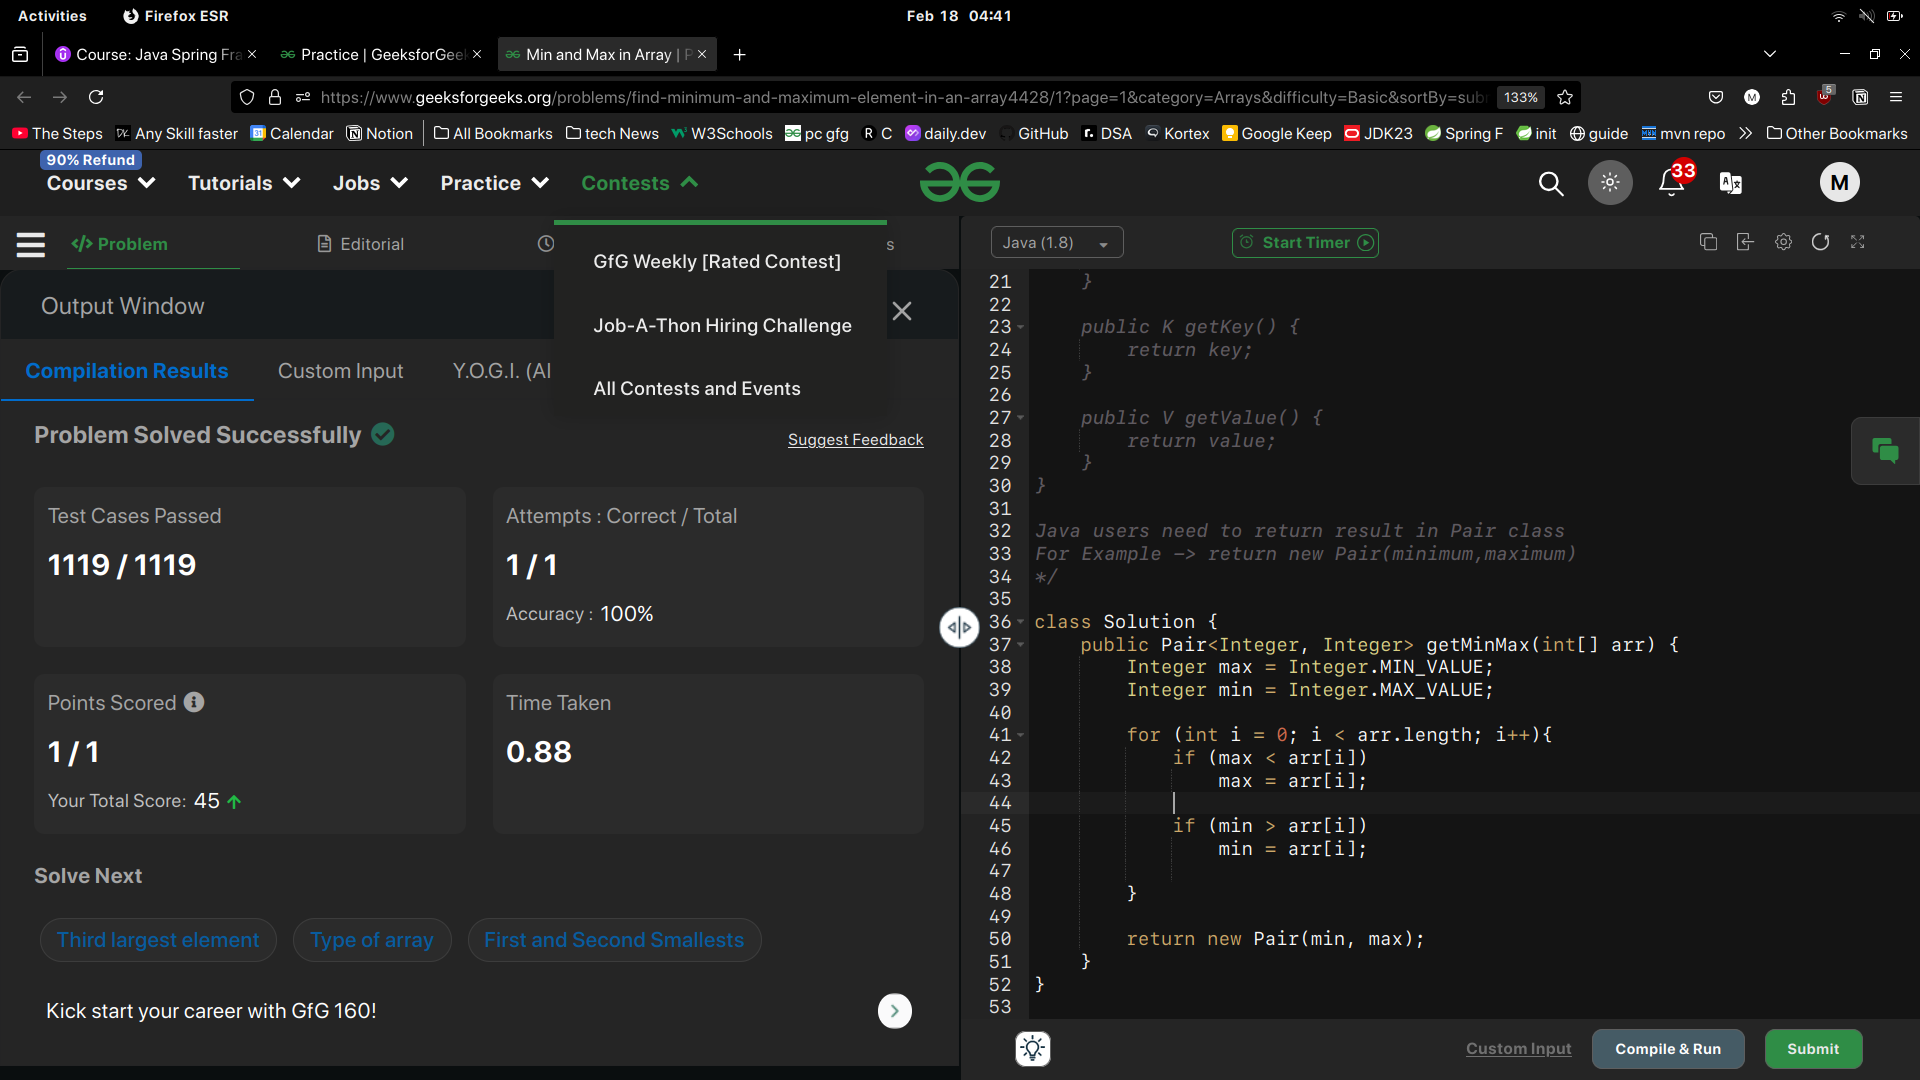 Activities
Firefox ESR
Feb 18 04:41
Course: Java Spring Fra
Practice | GeeksforGeek
Min and Max in Array | P
https://www.geeksforgeeks.org/problems/find-minimum-and-maximum-element-in-an-array4428/1?page=1&category=Arrays&difficulty=Basic&sortBy=sub
133%
M
5
The Steps
Any Skill faster
Calendar
Notion
All Bookmarks
tech News
W3Schools
pc gfg
R C
daily.dev
GitHub
DSA
Kortex
Google Keep
JDK23
Spring F
init
guide
mvn repo
Other Bookmarks
90% Refund
Courses
Tutorials
Jobs
Practice
Contests
33
M
Problem
Editorial
s
GfG Weekly [Rated Contest]
Job-A-Thon Hiring Challenge
All Contests and Events
Output Window
Compilation Results
Custom Input
Y.O.G.I. (AI
Problem Solved Successfully
Suggest Feedback
Test Cases Passed
1119 / 1119
Attempts : Correct / Total
1 / 1
Accuracy : 100%
Points Scored
1 / 1
Your Total Score: 45
Time Taken
0.88
Solve Next
Third largest element
Type of array
First and Second Smallests
Kick start your career with GfG 160!
Java (1.8)
Start Timer
21 }
22
23 public K getKey() {
24 return key;
25 }
26
27 public V getValue() {
28 return value;
29 }
30 }
31
32 Java users need to return result in Pair class
33 For Example -> return new Pair(minimum,maximum)
34 */
35
36 class Solution {
37 public Pair<Integer, Integer> getMinMax(int[] arr) {
38 Integer max = Integer.MIN_VALUE;
39 Integer min = Integer.MAX_VALUE;
40
41 for (int i = 0; i < arr.length; i++){
42 if (max < arr[i])
43 max = arr[i];
44
45 if (min > arr[i])
46 min = arr[i];
47
48 }
49
50 return new Pair(min, max);
51 }
52 }
53
Custom Input
Compile & Run
Submit